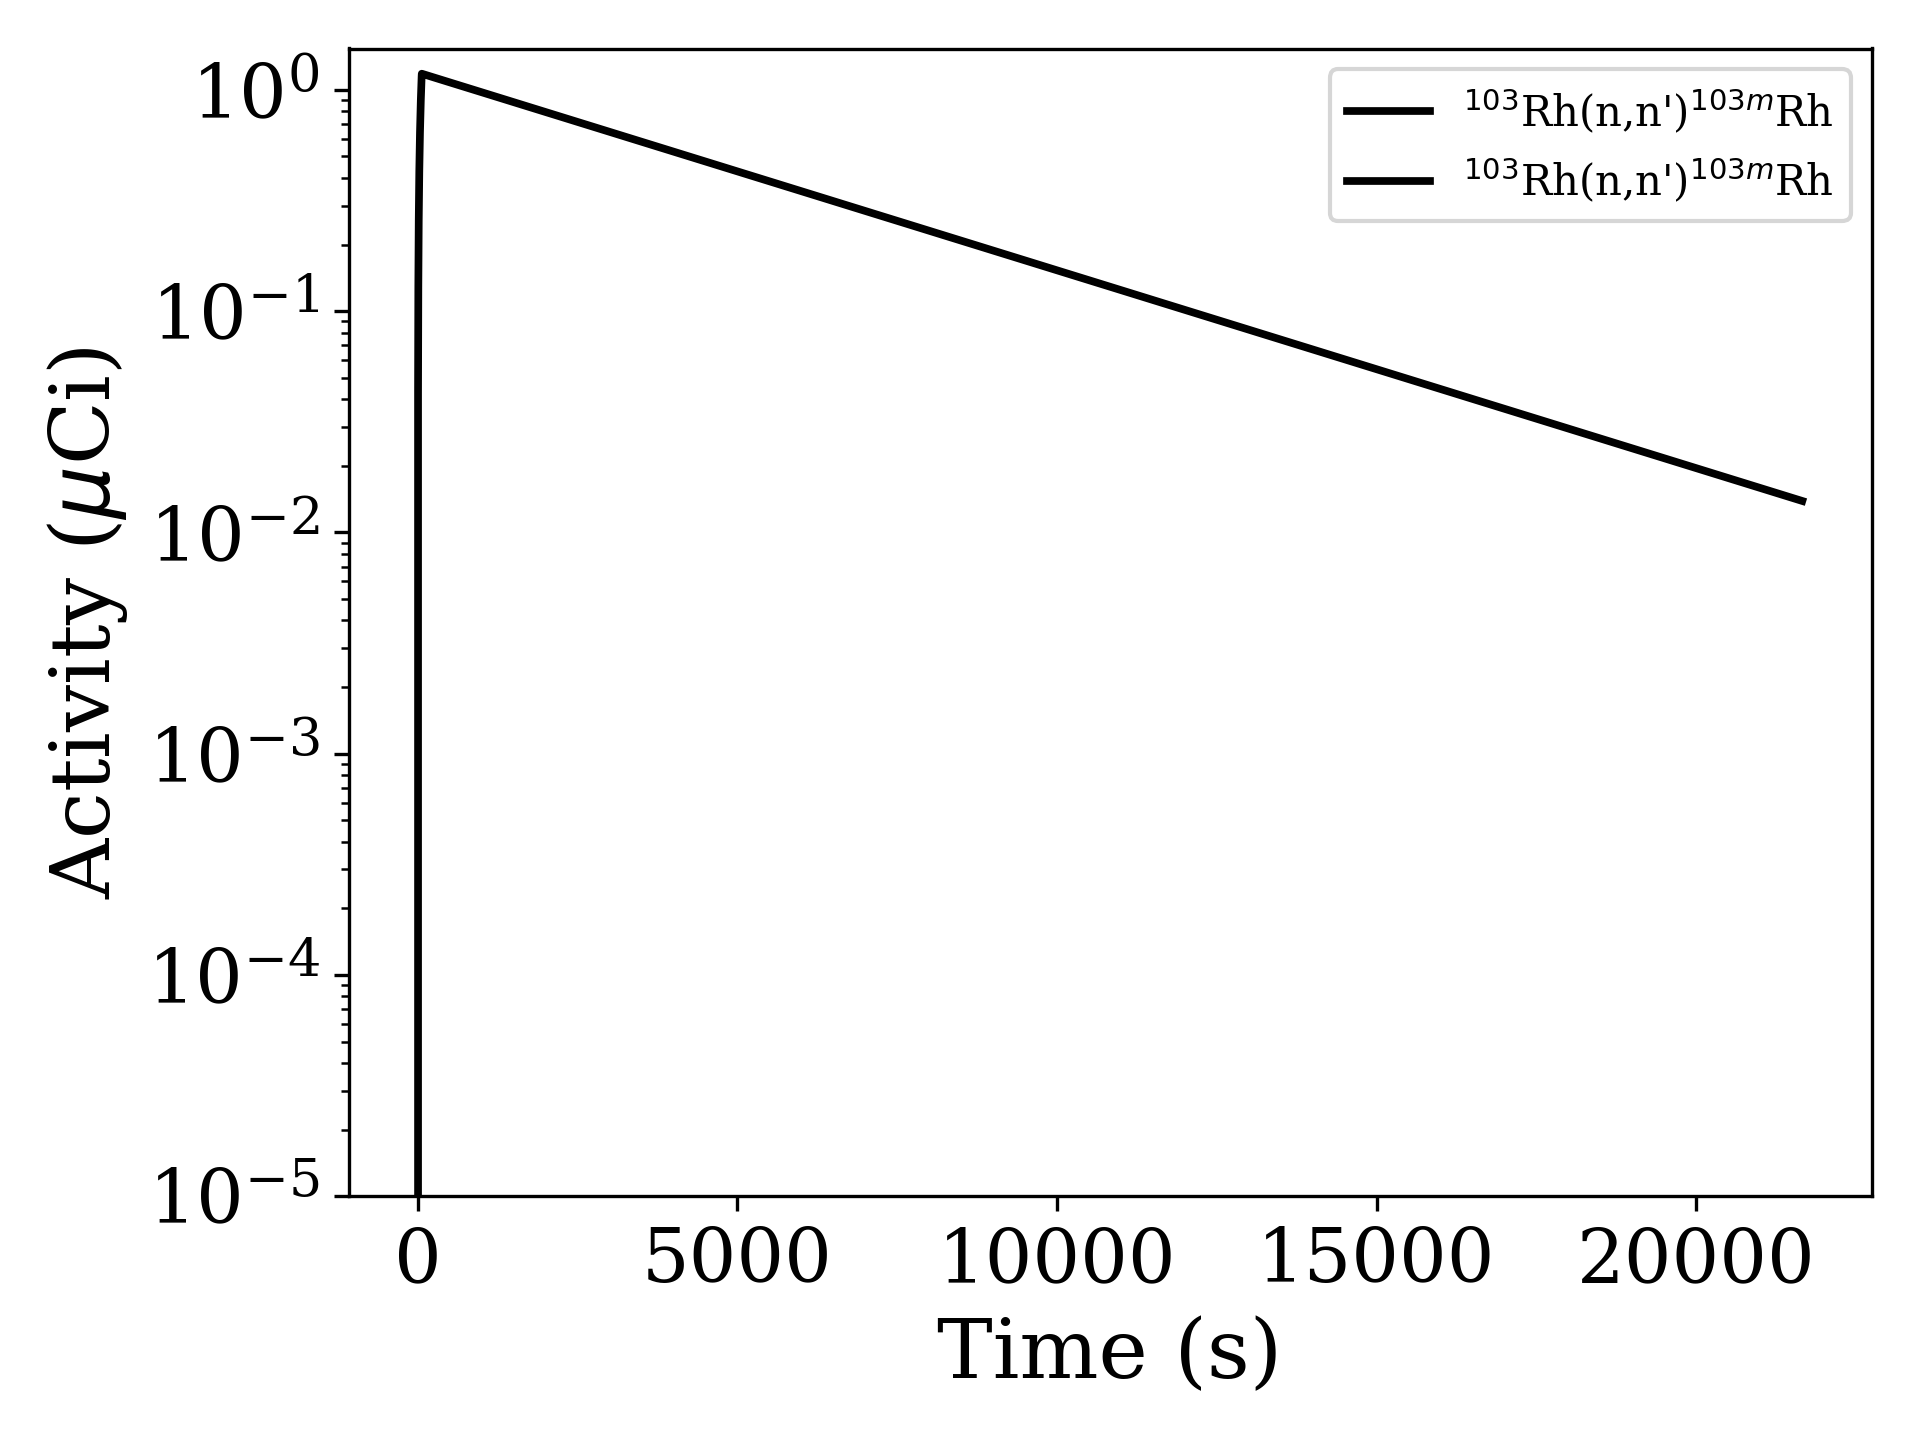 10⁰
10⁻¹
10⁻²
10⁻³
10⁻⁴
10⁻⁵
Activity (μCi)
¹⁰³Rh(n,n')¹⁰³ᵐRh
¹⁰³Rh(n,n')¹⁰³ᵐRh
0 5000 10000 15000 20000
Time (s)